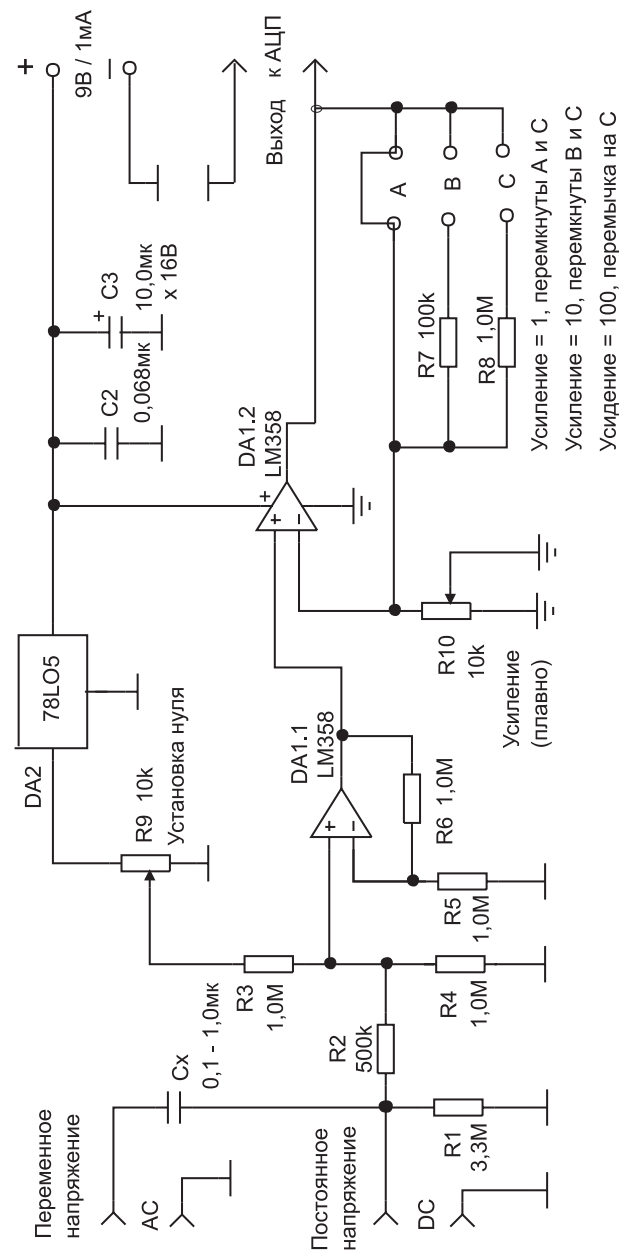 Переменное
напряжение
AC
Cx
0,1 - 1,0мк
Постоянное
напряжение
DC
R1
3,3M
R2
500k
R3
1,0M
R4
1,0M
R5
1,0M
R6 1,0M
DA2
78LO5
R9 10k
Установка нуля
DA1.1
LM358
+
–
R10
10k
Усиление
(плавно)
DA1.2
LM358
+
+
–
C2
0,068мк
+
C3
10,0мк
x 16В
R7 100k
R8 1,0M
A
B
C
+
9В / 1мА
–
Выход к АЦП
Усиление = 1, перемкнуты A и C
Усиление = 10, перемкнуты B и C
Усидение = 100, перемычка на C